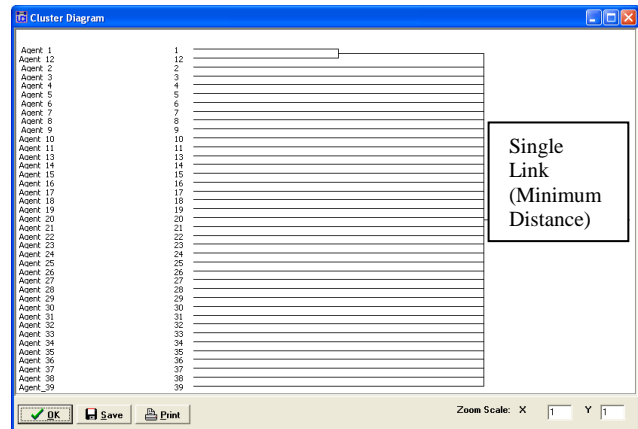 Cluster Diagram
Agent 1 1
Agent 12 12
Agent 2 2
Agent 3 3
Agent 4 4
Agent 5 5
Agent 6 6
Agent 7 7
Agent 8 8
Agent 9 9
Agent 10 10
Agent 11 11
Agent 13 13
Agent 14 14
Agent 15 15
Agent 16 16
Agent 17 17
Agent 18 18
Agent 19 19
Agent 20 20
Agent 21 21
Agent 22 22
Agent 23 23
Agent 24 24
Agent 25 25
Agent 26 26
Agent 27 27
Agent 28 28
Agent 29 29
Agent 30 30
Agent 31 31
Agent 32 32
Agent 33 33
Agent 34 34
Agent 35 35
Agent 36 36
Agent 37 37
Agent 38 38
Agent_39 39
Single
Link
(Minimum
Distance)
OK Save Print Zoom Scale: X 1 Y 1